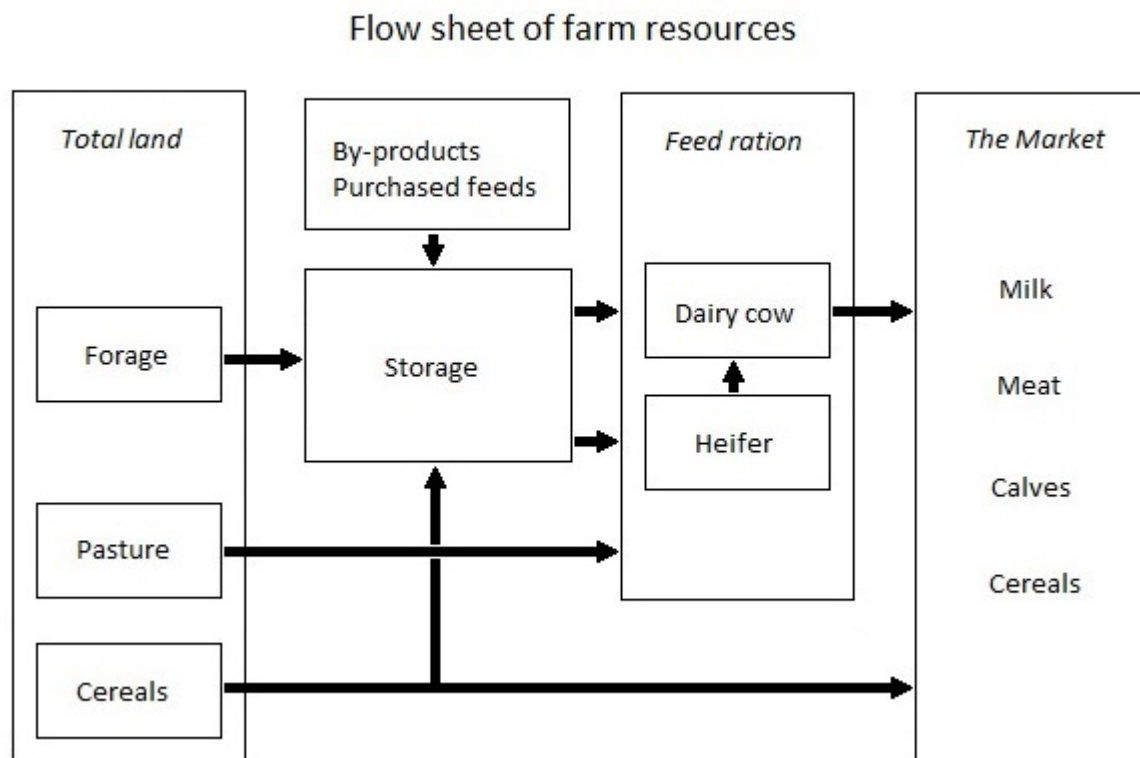 Flow sheet of farm resources
Total land
Forage
Pasture
Cereals
By-products
Purchased feeds
Storage
Feed ration
Dairy cow
Heifer
The Market
Milk
Meat
Calves
Cereals